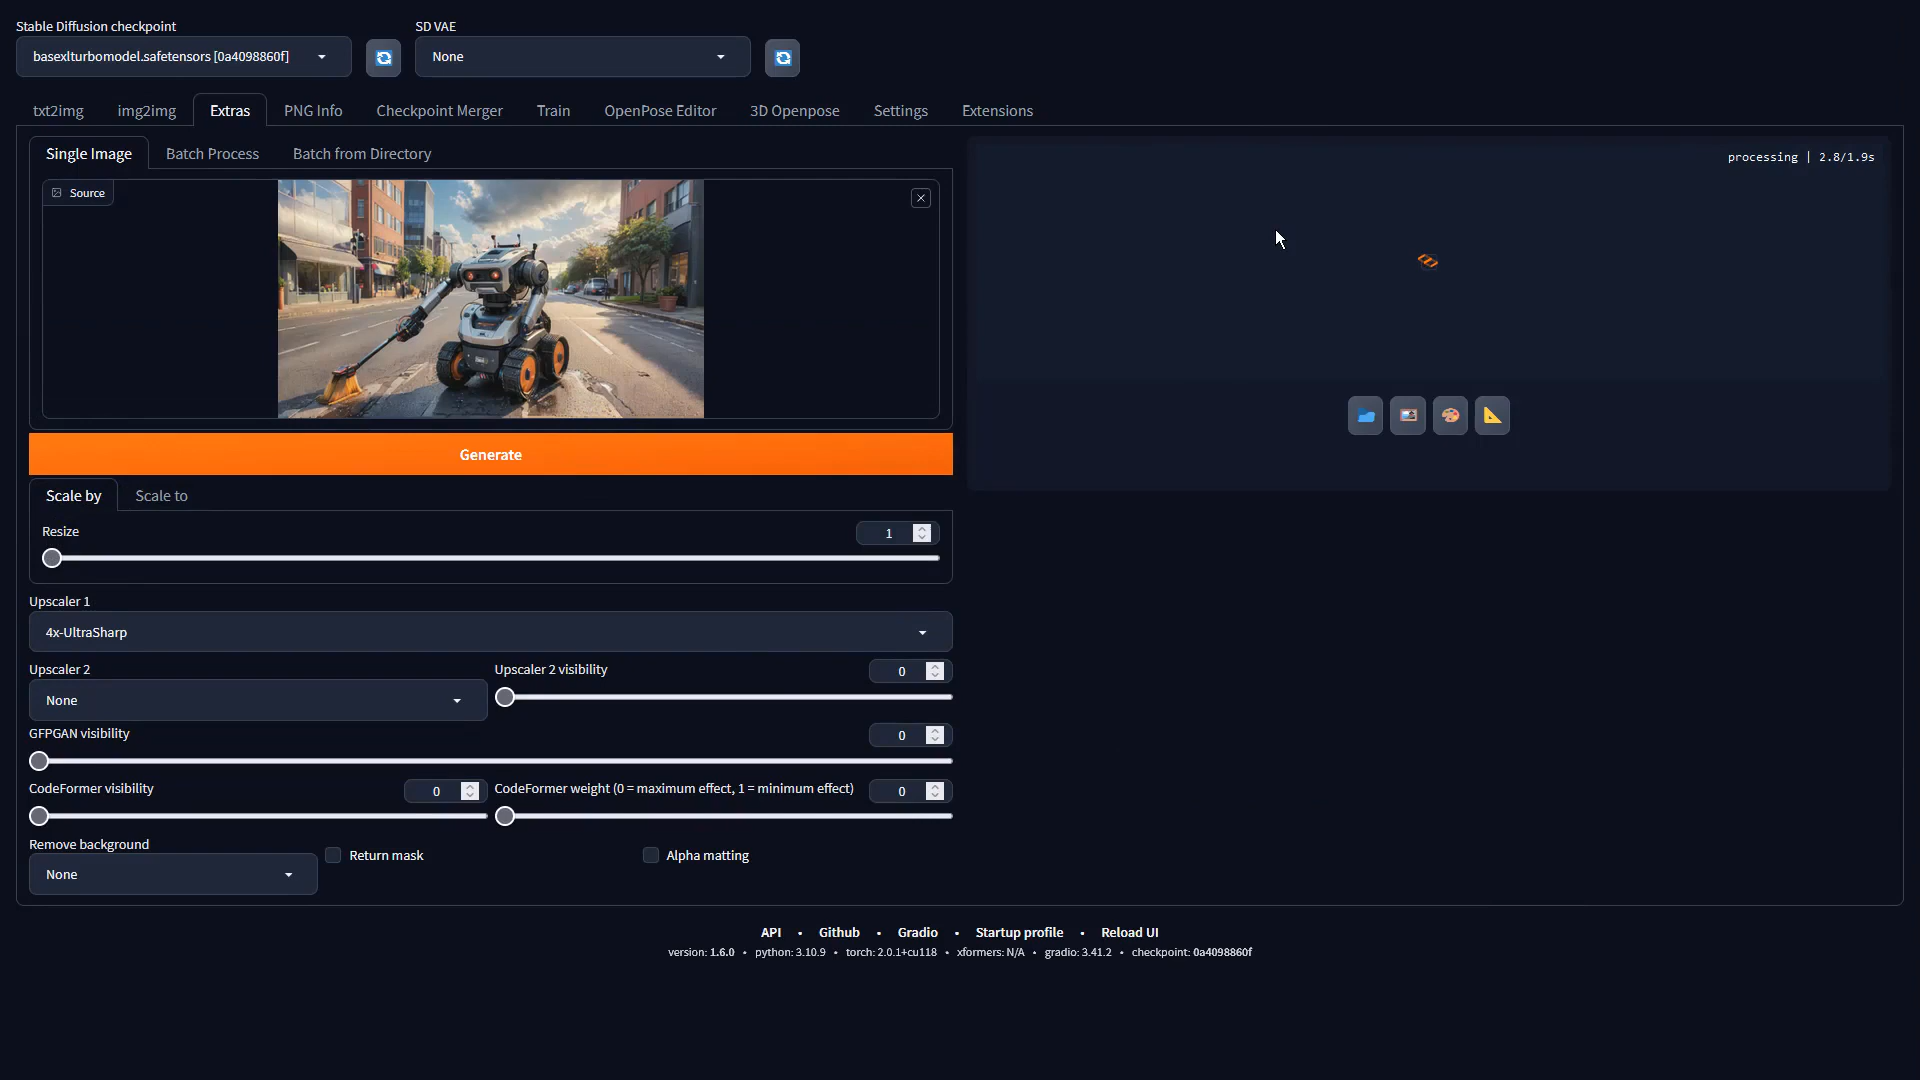 Stable Diffusion checkpoint
SD VAE
basexlturbomodel.safetensors [0a4098860f]
None
txt2img
img2img
Extras
PNG Info
Checkpoint Merger
Train
OpenPose Editor
3D Openpose
Settings
Extensions
Single Image
Batch Process
Batch from Directory
processing | 2.8/1.9s
Source
Generate
Scale by
Scale to
Resize
1
Upscaler 1
4x-UltraSharp
Upscaler 2
None
Upscaler 2 visibility
0
GFPGAN visibility
0
CodeFormer visibility
0
CodeFormer weight (0 = maximum effect, 1 = minimum effect)
0
Remove background
None
Return mask
Alpha matting
API • Github • Gradio • Startup profile • Reload UI
version: 1.6.0 • python: 3.10.9 • torch: 2.0.1+cu118 • xformers: N/A • gradio: 3.41.2 • checkpoint: 0a4098860f